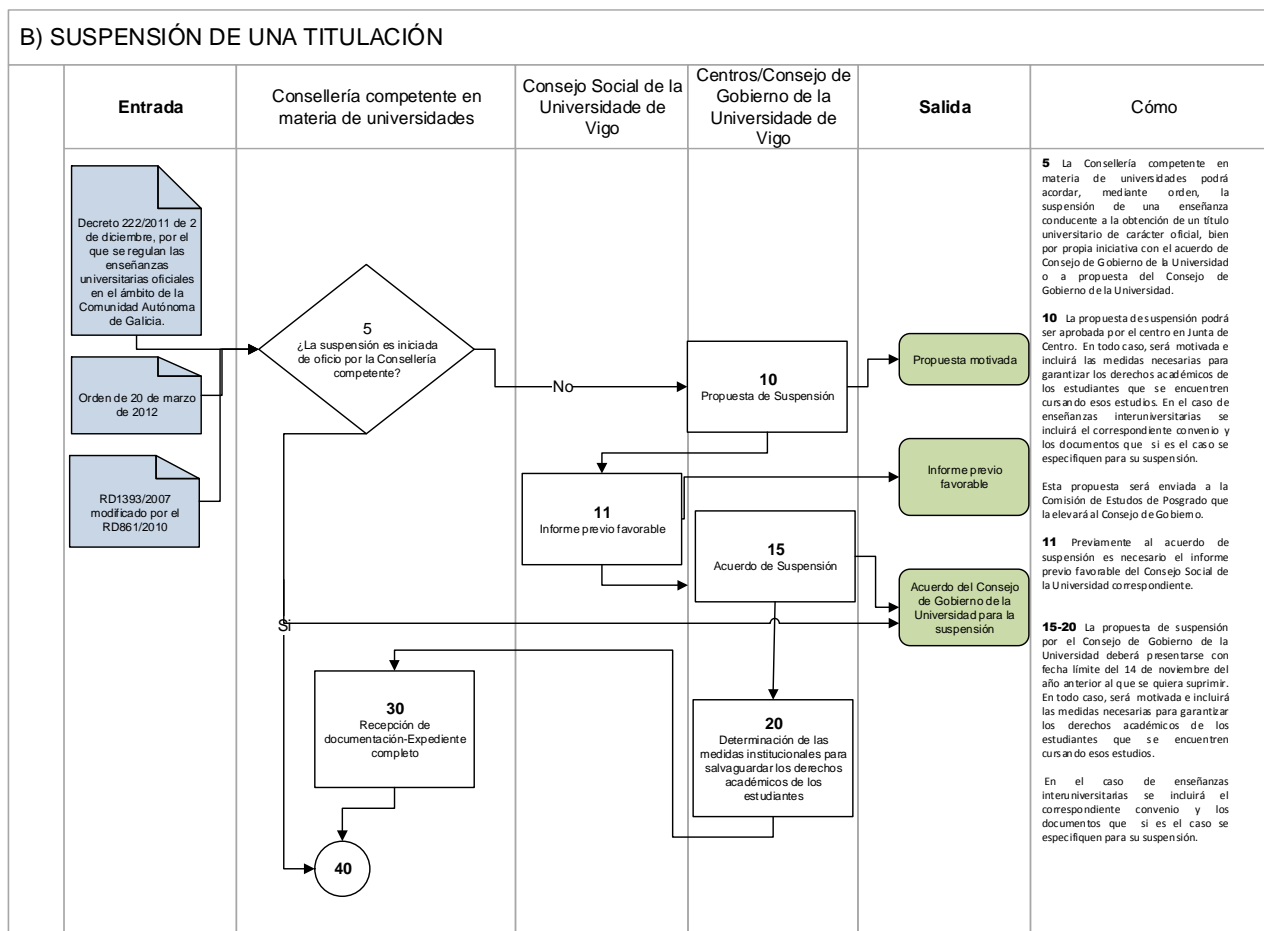 B) SUSPENSIÓN DE UNA TITULACIÓN
Entrada
Consellería competente en
materia de universidades
Consejo Social de la
Universidade de
Vigo
Centros/Consejo de
Gobierno de la
Universidade de
Vigo
Salida
Cómo
Decreto 222/2011 de 2
de diciembre, por el
que se regulan las
enseñanzas
universitarias oficiales
en el ámbito de la
Comunidad Autónoma
de Galicia.
Orden de 20 de marzo
de 2012
RD1393/2007
modificado por el
RD861/2010
5
¿La suspensión es iniciada
de oficio por la Consellería
competente?
No
Si
10
Propuesta de Suspensión
11
Informe previo favorable
15
Acuerdo de Suspensión
20
Determinación de las
medidas institucionales para
salvaguardar los derechos
académicos de los
estudiantes
30
Recepción de
documentación-Expediente
completo
40
Propuesta motivada
Informe previo
favorable
Acuerdo del Consejo
de Gobierno de la
Universidad para la
suspensión
5 La Consellería competente en
materia de universidades podrá
acordar, mediante orden, la
suspensión de una enseñanza
conducente a la obtención de un título
universitario de carácter oficial, bien
por propia iniciativa con el acuerdo de
Consejo de Gobierno de la Universidad
o a propuesta del Consejo de
Gobierno de la Universidad.
10 La propuesta de suspensión podrá
ser aprobada por el centro en Junta de
Centro. En todo caso, será motivada e
incluirá las medidas necesarias para
garantizar los derechos académicos de
los estudiantes que se encuentren
cursando esos estudios. En el caso de
enseñanzas interuniversitarias se
incluirá el correspondiente convenio y
los documentos que si es el caso se
especifiquen para su suspensión.
Esta propuesta será enviada a la
Comisión de Estudos de Posgrado que
la elevará al Consejo de Gobierno.
11 Previamente al acuerdo de
suspensión es necesario el informe
previo favorable del Consejo Social de
la Universidad correspondiente.
15-20 La propuesta de suspensión
por el Consejo de Gobierno de la
Universidad deberá presentarse con
fecha límite del 14 de noviembre del
año anterior al que se quiera suprimir.
En todo caso, será motivada e incluirá
las medidas necesarias para garantizar
los derechos académicos de los
estudiantes que se encuentren
cursando esos estudios.
En el caso de enseñanzas
interuniversitarias se incluirá el
correspondiente convenio y los
documentos que si es el caso se
especifiquen para su suspensión.